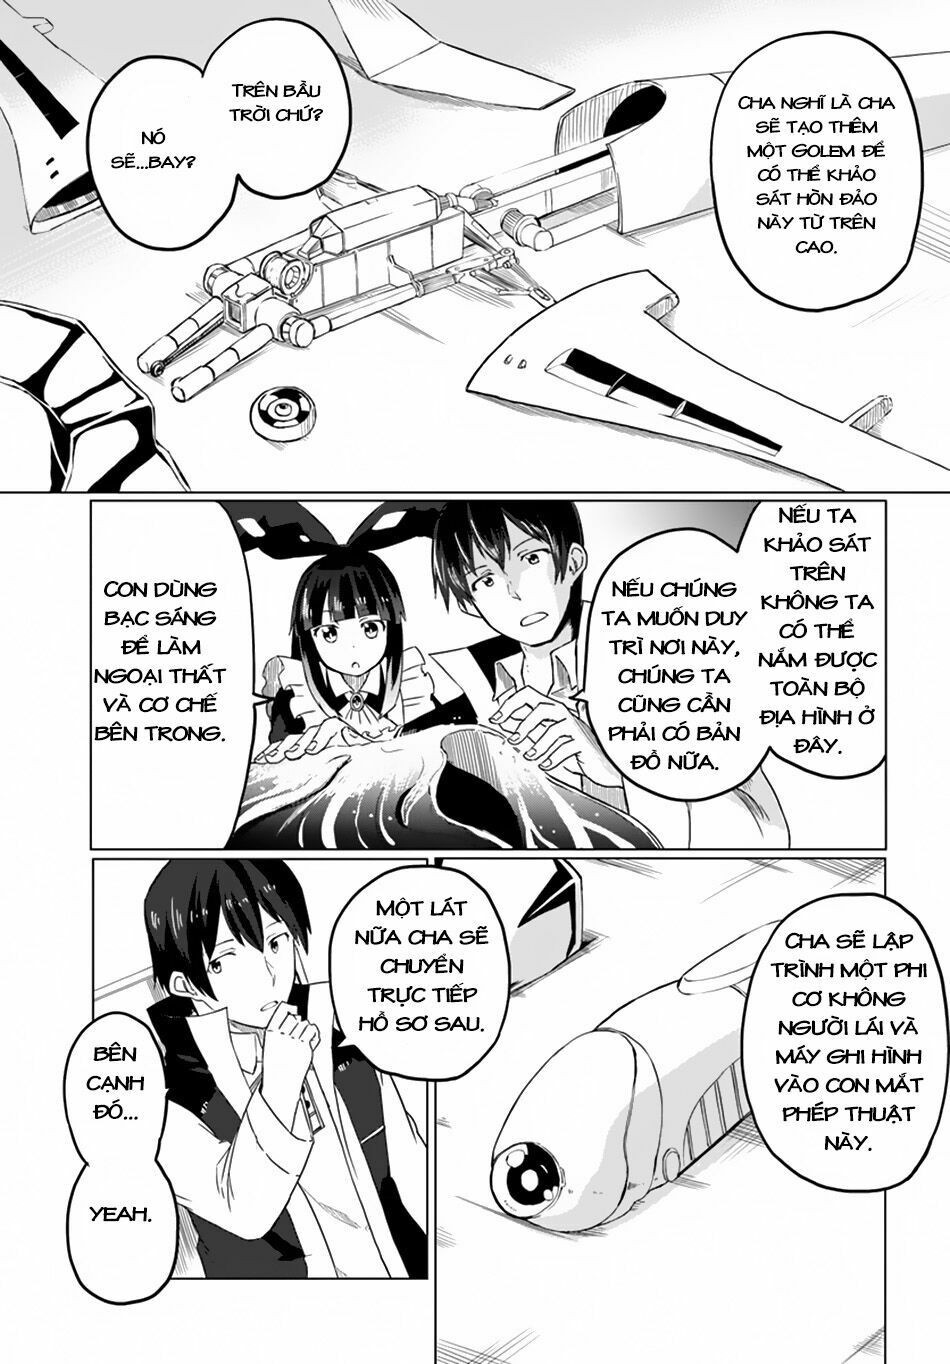 CHA NGHĨ LÀ CHA
SẼ TẠO THÊM
MỘT GOLEM ĐỂ
CÓ THỂ KHẢO
SÁT HÒN ĐẢO
NÀY TỪ TRÊN
CAO.
TRÊN BẦU
TRỜI CHỨ?
NÓ
SẼ...BAY?
NẾU TA
KHẢO SÁT
TRÊN
KHÔNG TA
CÓ THỂ
NẮM ĐƯỢC
TOÀN BỘ
ĐỊA HÌNH Ở
ĐÂY.
NẾU CHÚNG
TA MUỐN DUY
TRÌ NƠI NÀY,
CHÚNG TA
CŨNG CẦN
PHẢI CÓ BẢN
ĐỒ NỮA.
CON DÙNG
BẠC SÁNG
ĐỂ LÀM
NGOẠI THẤT
VÀ CƠ CHẾ
BÊN TRONG.
CHA SẼ LẬP
TRÌNH MỘT PHI
CƠ KHÔNG
NGƯỜI LÁI VÀ
MÁY GHI HÌNH
VÀO CON MẮT
PHÉP THUẬT
NÀY.
MỘT LÁT
NỮA CHA SẼ
CHUYỂN
TRỰC TIẾP
HỒ SƠ SAU.
BÊN
CẠNH
ĐÓ...
YEAH.